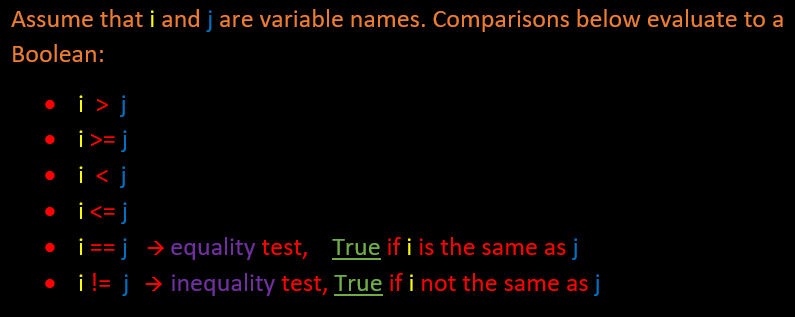 Assume that i and j are variable names. Comparisons below evaluate to a
Boolean:
• i > j
• i >= j
• i < j
• i <= j
• i == j → equality test, True if i is the same as j
• i != j → inequality test, True if i not the same as j